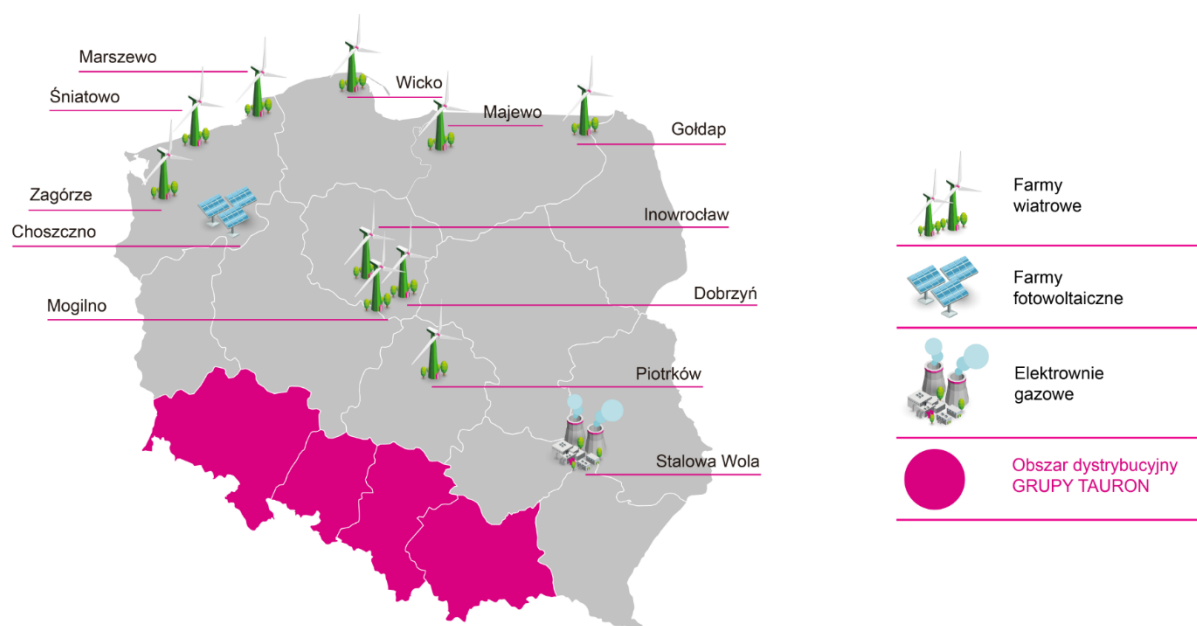 Marszewo
Śniatowo
Wicko
Majewo
Gołdap
Zagórze
Choszczno
Inowrocław
Mogilno
Dobrzyń
Piotrków
Stalowa Wola
Farmy
wiatrowe
Farmy
fotowoltaiczne
Elektrownie
gazowe
Obszar dystrybucyjny
GRUPY TAURON